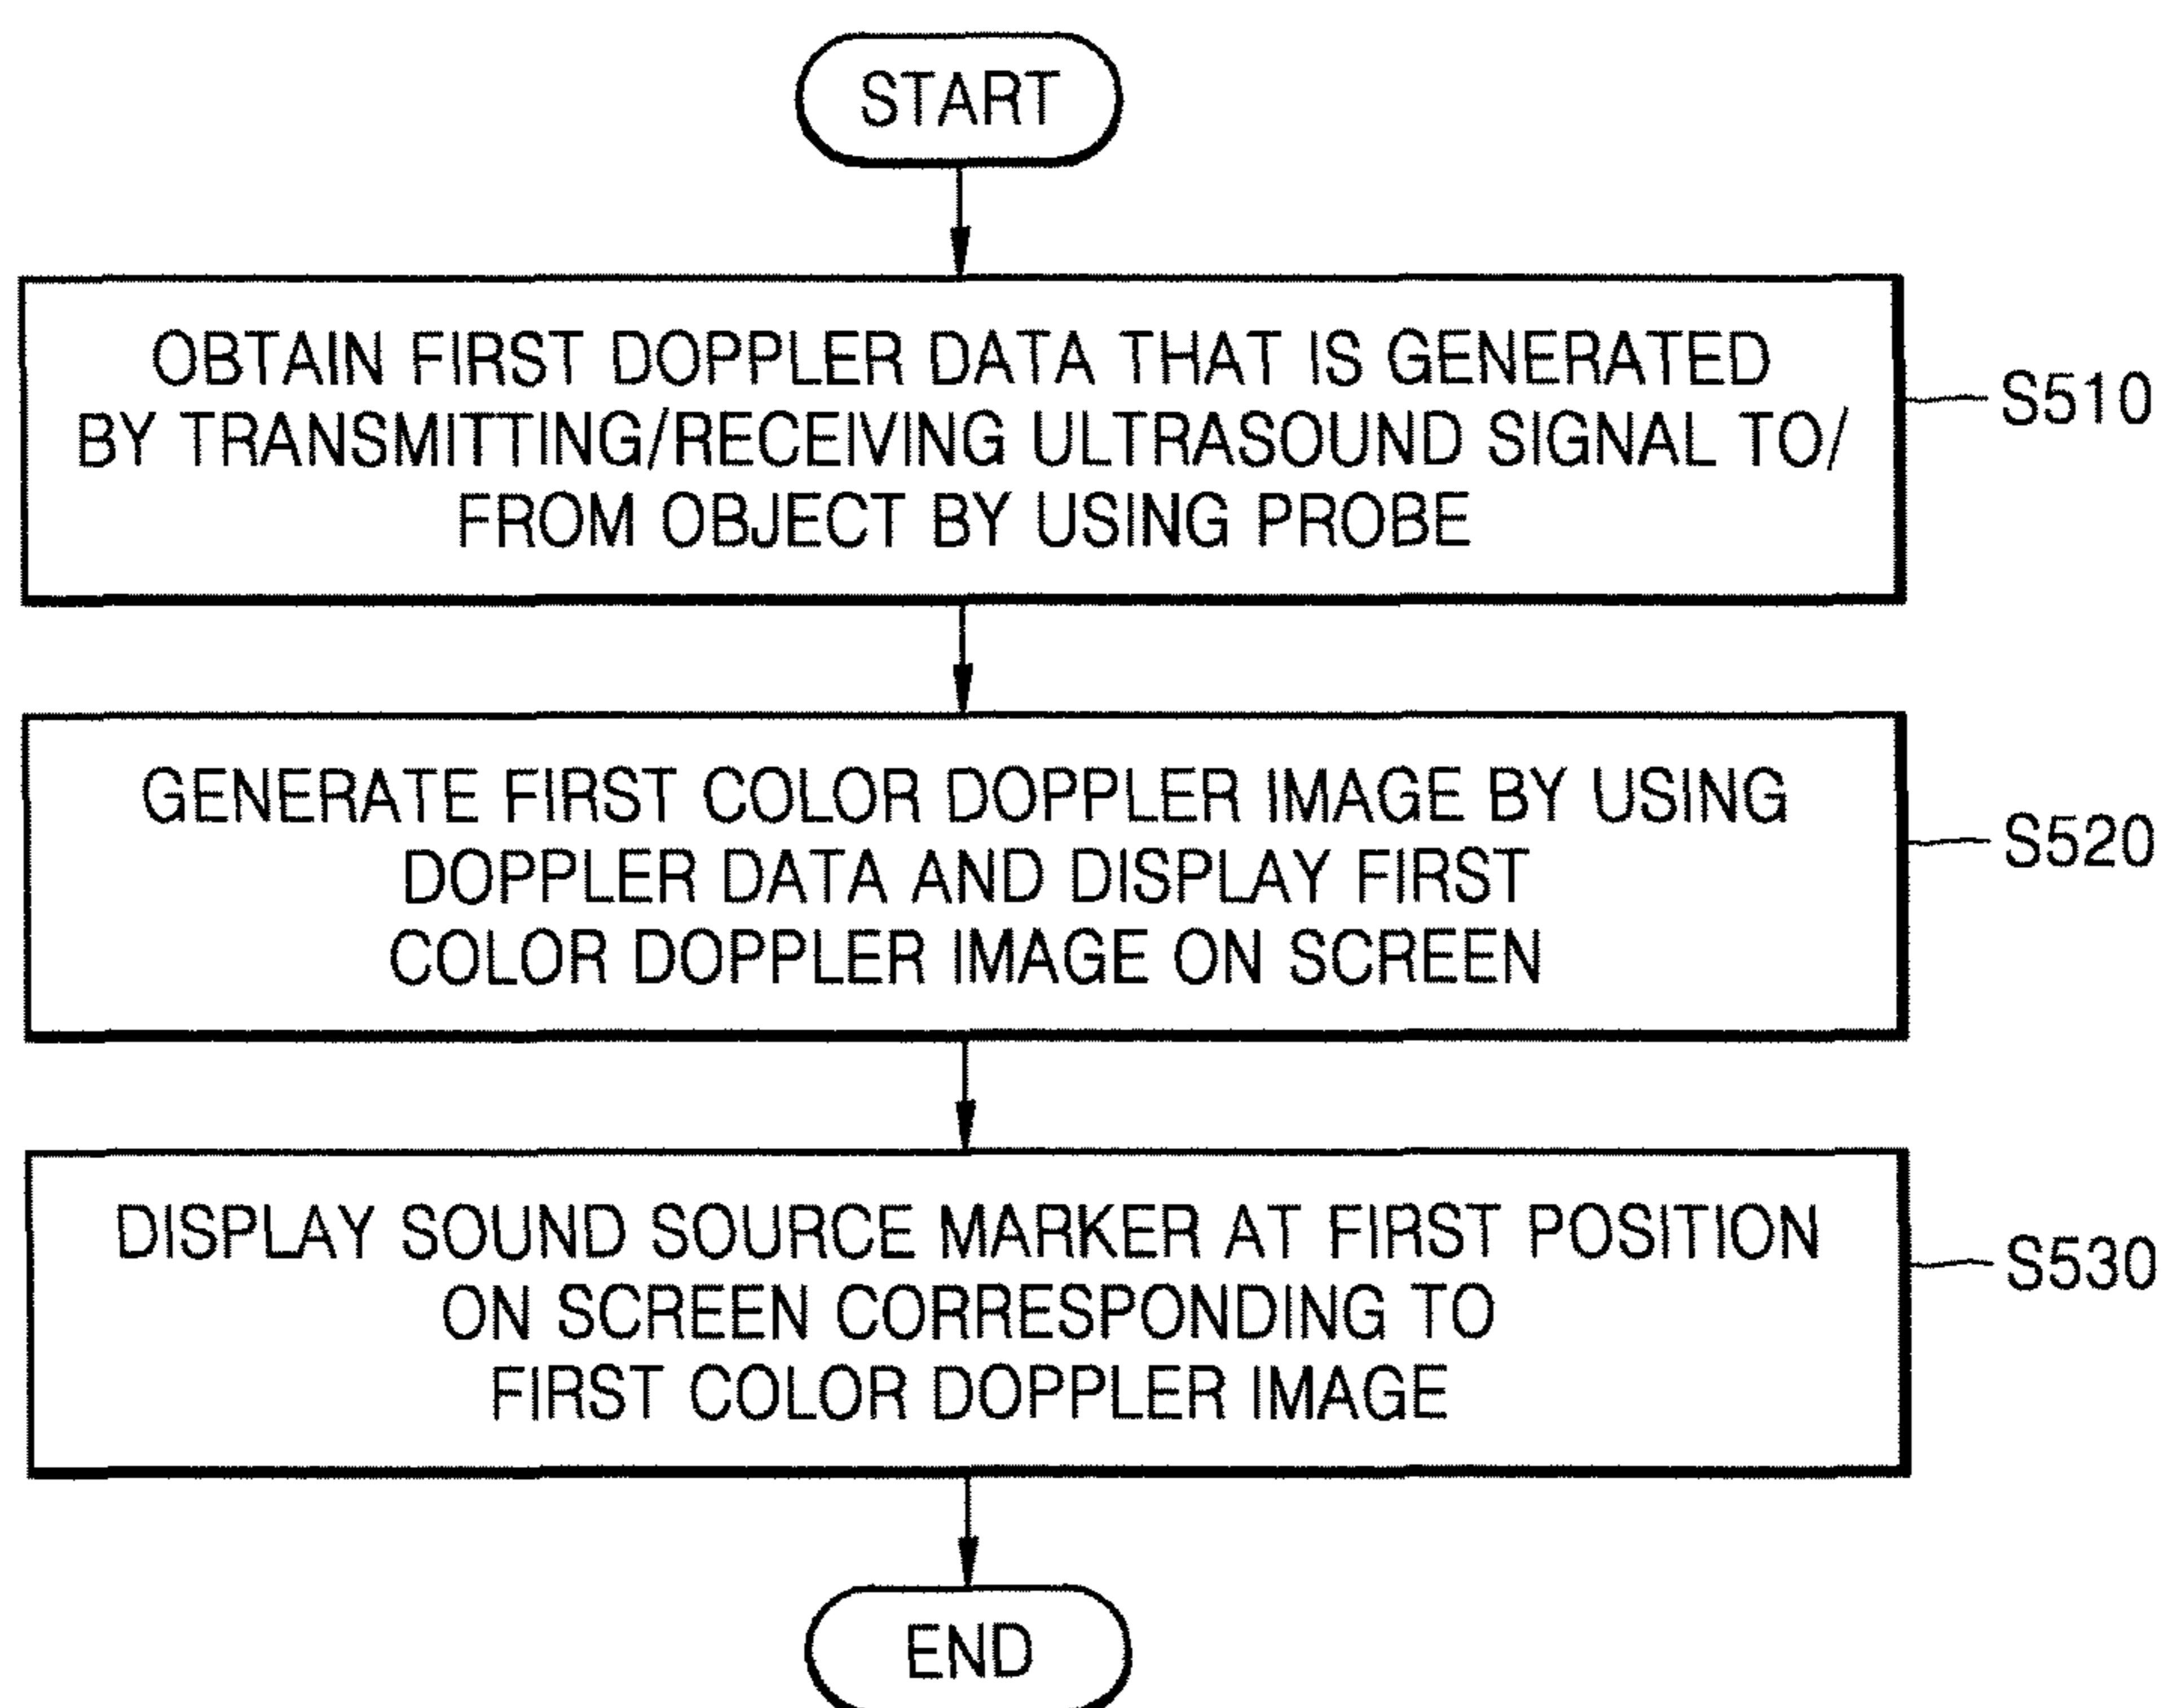 START
OBTAIN FIRST DOPPLER DATA THAT IS GENERATED
BY TRANSMITTING/RECEIVING ULTRASOUND SIGNAL TO/
FROM OBJECT BY USING PROBE
S510
GENERATE FIRST COLOR DOPPLER IMAGE BY USING
DOPPLER DATA AND DISPLAY FIRST
COLOR DOPPLER IMAGE ON SCREEN
S520
DISPLAY SOUND SOURCE MARKER AT FIRST POSITION
ON SCREEN CORRESPONDING TO
FIRST COLOR DOPPLER IMAGE
S530
END